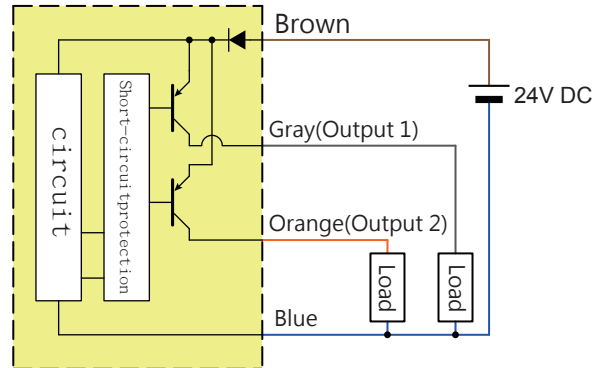 Brown
24V DC
circuit
Short-circuitprotection
Gray(Output 1)
Orange(Output 2)
Load
Load
Blue